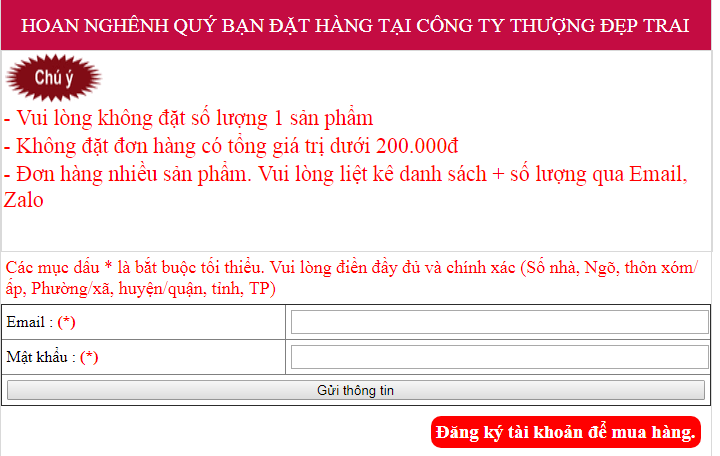 HOAN NGHÊNH QUÝ BẠN ĐẶT HÀNG TẠI CÔNG TY THƯỢNG ĐẸP TRAI
Chú ý
- Vui lòng không đặt số lượng 1 sản phẩm
- Không đặt đơn hàng có tổng giá trị dưới 200.000đ
- Đơn hàng nhiều sản phẩm. Vui lòng liệt kê danh sách + số lượng qua Email,
Zalo
Các mục dấu * là bắt buộc tối thiểu. Vui lòng điền đầy đủ và chính xác (Số nhà, Ngõ, thôn xóm/
ấp, Phường/xã, huyện/quận, tỉnh, TP)
Email : (*)
Mật khẩu : (*)
Gửi thông tin
Đăng ký tài khoản để mua hàng.